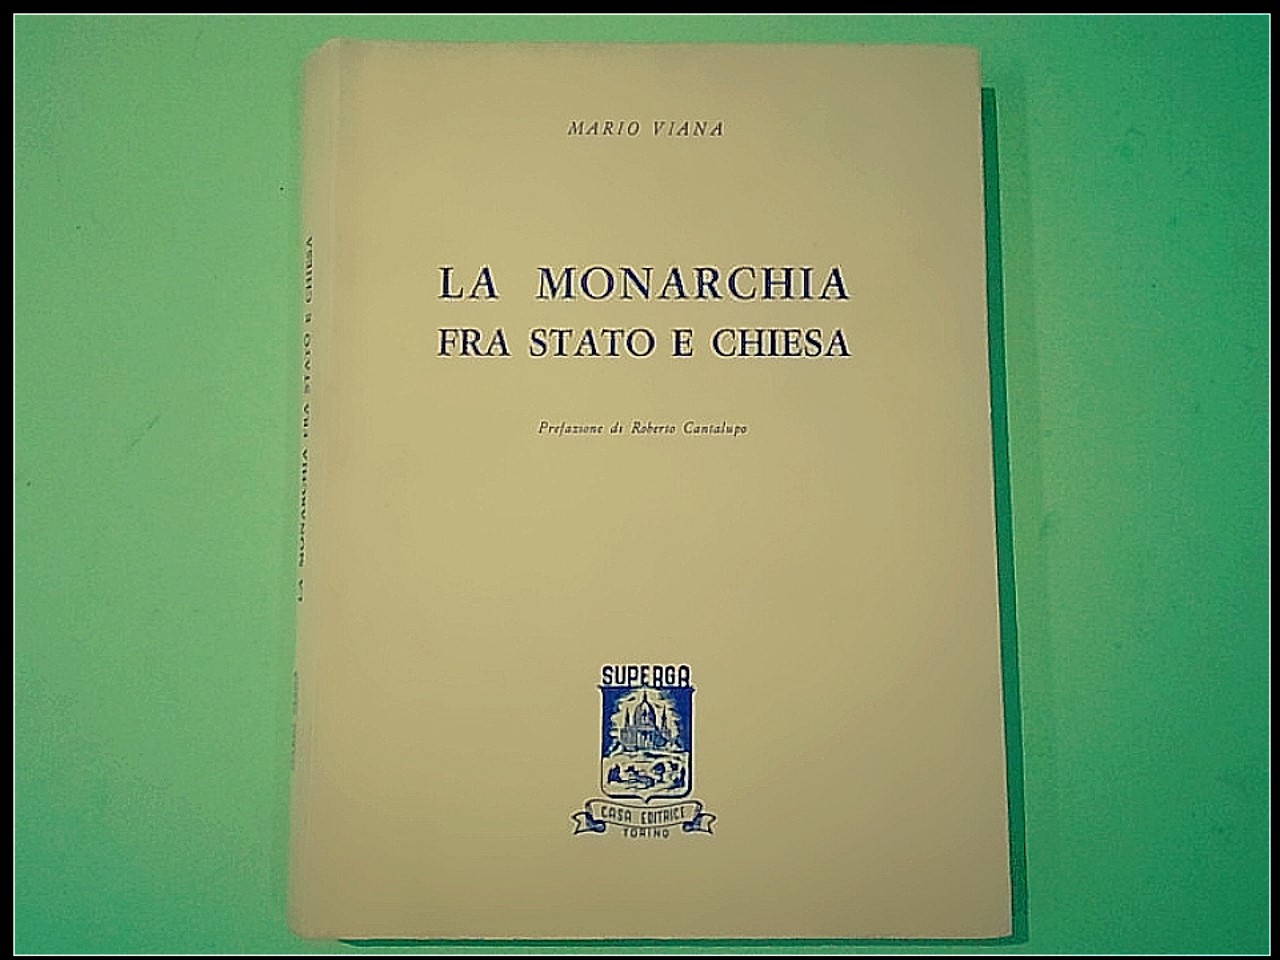 MARIO VIANA
LA MONARCHIA
FRA STATO E CHIESA
Prefazione di Roberto Cantalupo
SUPERGA
CASA EDITRICE
TORINO
LA MONARCHIA FRA STATO E CHIESA